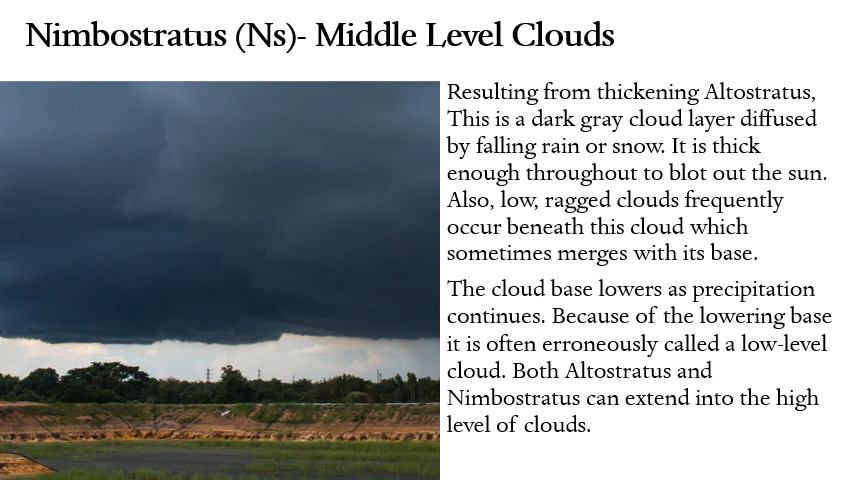 Nimbostratus (Ns)- Middle Level Clouds
Resulting from thickening Altostratus,
This is a dark gray cloud layer diffused
by falling rain or snow. It is thick
enough throughout to blot out the sun.
Also, low, ragged clouds frequently
occur beneath this cloud which
sometimes merges with its base.
The cloud base lowers as precipitation
continues. Because of the lowering base
it is often erroneously called a low-level
cloud. Both Altostratus and
Nimbostratus can extend into the high
level of clouds.